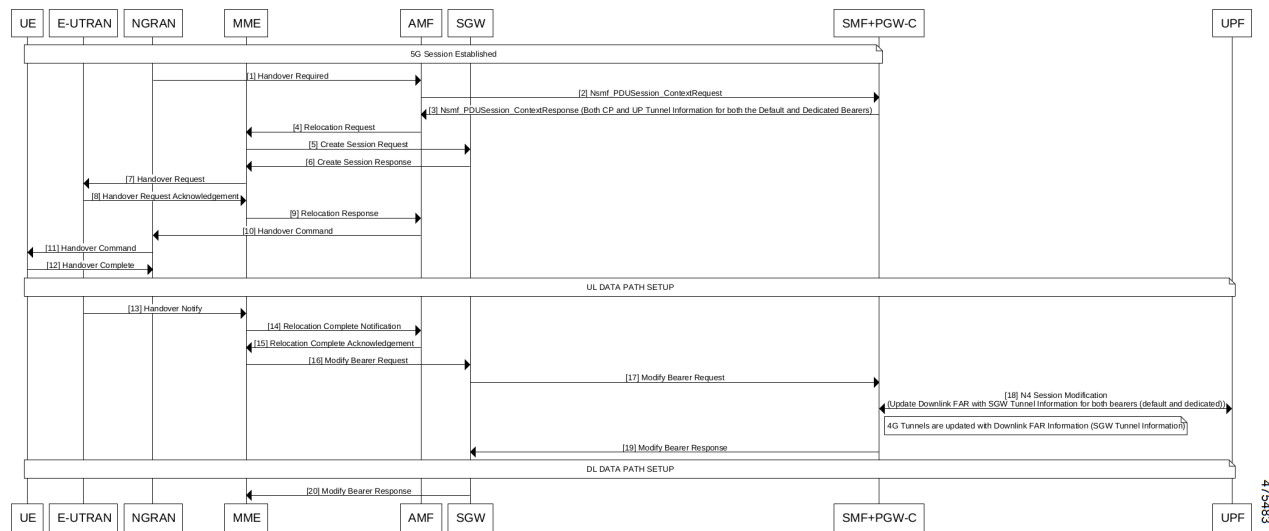 UE E-UTRAN NGRAN MME AMF SGW SMF+PGW-C UPF
5G Session Established
[1] Handover Required
[2] Nsmf_PDUSession_ContextRequest
[3] Nsmf_PDUSession_ContextResponse (Both CP and UP Tunnel Information for both the Default and Dedicated Bearers)
[4] Relocation Request
[5] Create Session Request
[6] Create Session Response
[7] Handover Request
[8] Handover Request Acknowledgement
[9] Relocation Response
[10] Handover Command
[11] Handover Command
[12] Handover Complete
UL DATA PATH SETUP
[13] Handover Notify
[14] Relocation Complete Notification
[15] Relocation Complete Acknowledgement
[16] Modify Bearer Request
[17] Modify Bearer Request
[18] N4 Session Modification
(Update Downlink FAR with SGW Tunnel Information for both bearers (default and dedicated))
4G Tunnels are updated with Downlink FAR Information (SGW Tunnel Information)
[19] Modify Bearer Response
DL DATA PATH SETUP
[20] Modify Bearer Response
UE E-UTRAN NGRAN MME AMF SGW SMF+PGW-C UPF
475483